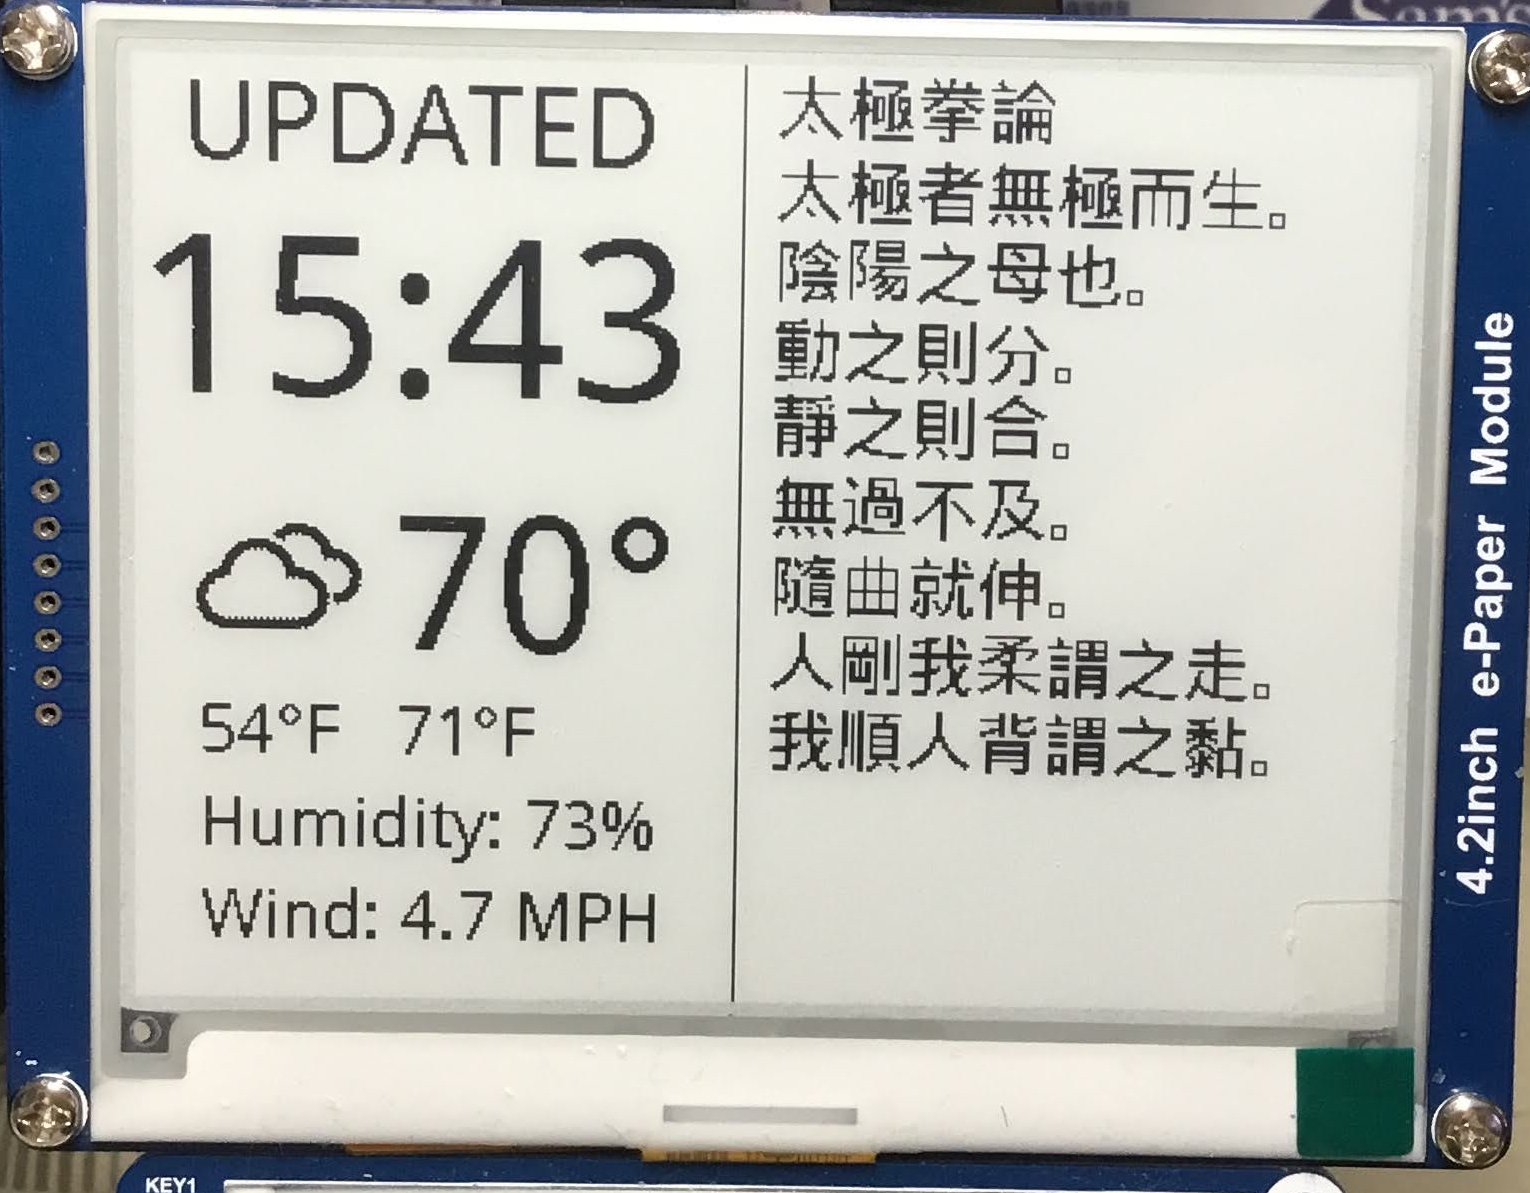 UPDATED
15:43
70°
54°F 71°F
Humidity: 73%
Wind: 4.7 MPH
太極拳論
太極者無極而生。
陰陽之母也。
動之則分。
靜之則合。
無過不及。
隨曲就伸。
人剛我柔謂之走。
我順人背謂之黏。
4.2inch e-Paper Module
KEY1
Sam's